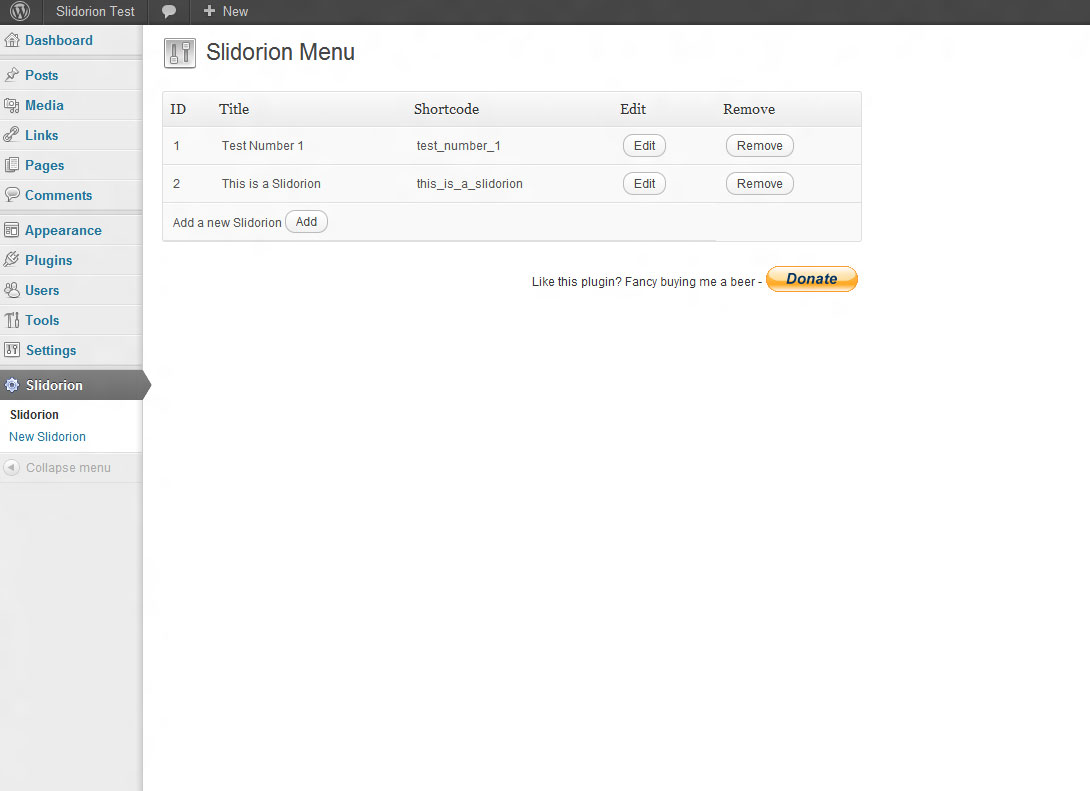 Slidorion Test + New
Dashboard
Posts
Media
Links
Pages
Comments
Appearance
Plugins
Users
Tools
Settings
Slidorion
Slidorion
New Slidorion
Collapse menu
Slidorion Menu
ID Title Shortcode Edit Remove
1 Test Number 1 test_number_1 Edit Remove
2 This is a Slidorion this_is_a_slidorion Edit Remove
Add a new Slidorion Add
Like this plugin? Fancy buying me a beer - Donate